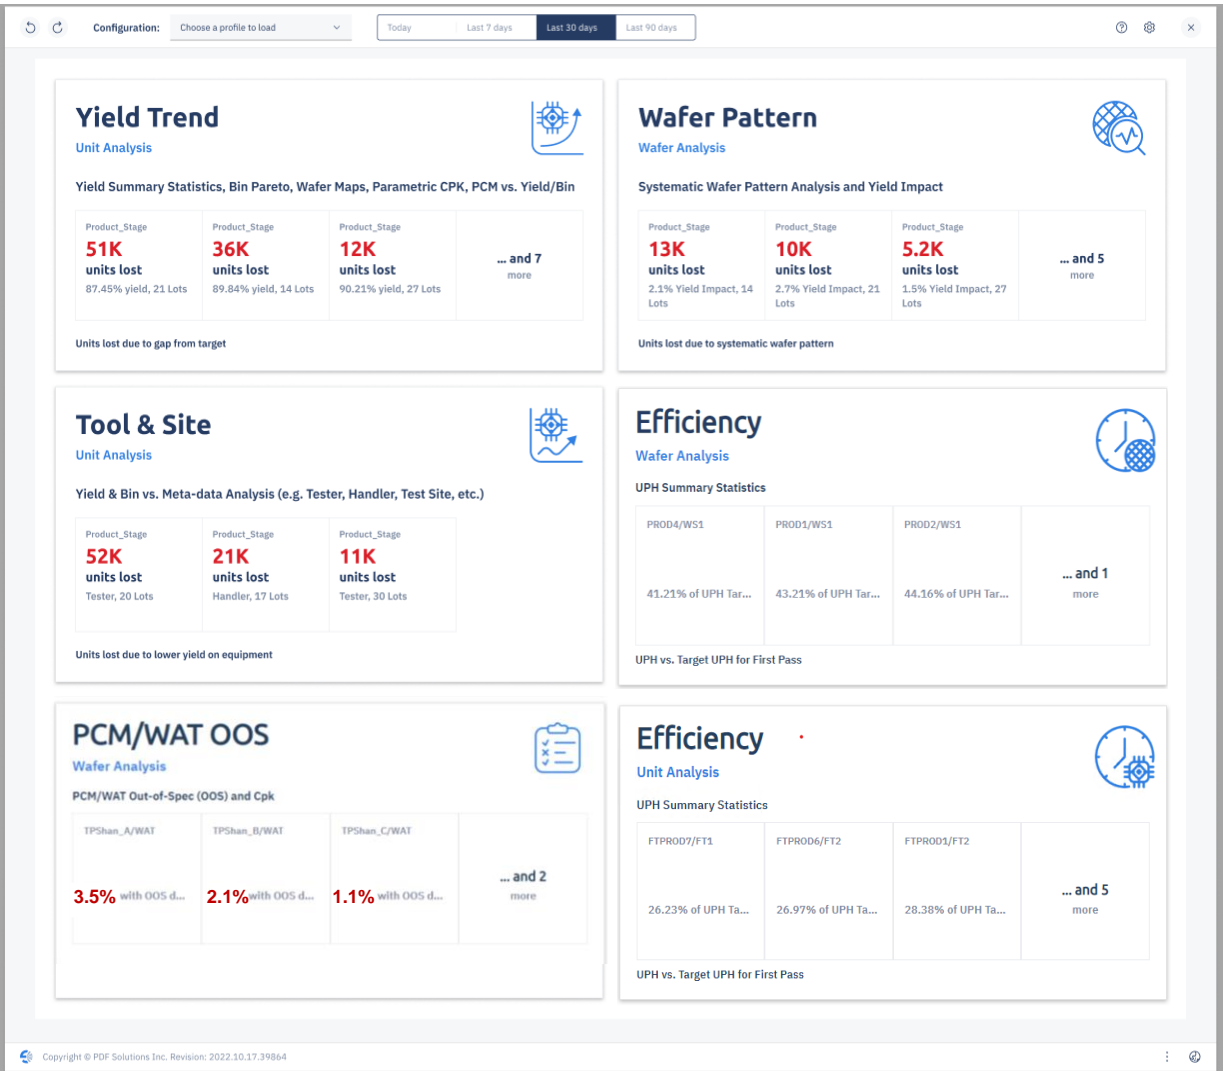 Configuration: Choose a profile to load Today Last 7 days Last 30 days Last 90 days
Yield Trend
Unit Analysis
Yield Summary Statistics, Bin Pareto, Wafer Maps, Parametric CPK, PCM vs. Yield/Bin
Product_Stage
51K
units lost
87.45% yield, 21 Lots
Product_Stage
36K
units lost
89.84% yield, 14 Lots
Product_Stage
12K
units lost
90.21% yield, 27 Lots
... and 7
more
Units lost due to gap from target
Wafer Pattern
Wafer Analysis
Systematic Wafer Pattern Analysis and Yield Impact
Product_Stage
13K
units lost
2.1% Yield Impact, 14
Lots
Product_Stage
10K
units lost
2.7% Yield Impact, 21
Lots
Product_Stage
5.2K
units lost
1.5% Yield Impact, 27
Lots
... and 5
more
Units lost due to systematic wafer pattern
Tool & Site
Unit Analysis
Yield & Bin vs. Meta-data Analysis (e.g. Tester, Handler, Test Site, etc.)
Product_Stage
52K
units lost
Tester, 20 Lots
Product_Stage
21K
units lost
Handler, 17 Lots
Product_Stage
11K
units lost
Tester, 30 Lots
Units lost due to lower yield on equipment
Efficiency
Wafer Analysis
UPH Summary Statistics
PROD4/WS1
41.21% of UPH Tar...
PROD1/WS1
43.21% of UPH Tar...
PROD2/WS1
44.16% of UPH Tar...
... and 1
more
UPH vs. Target UPH for First Pass
PCM/WAT OOS
Wafer Analysis
PCM/WAT Out-of-Spec (OOS) and Cpk
TPShan_A/WAT
3.5% with OOS d...
TPShan_B/WAT
2.1% with OOS d...
TPShan_C/WAT
1.1% with OOS d...
... and 2
more
Efficiency
Unit Analysis
UPH Summary Statistics
FTPROD7/FT1
26.23% of UPH Ta...
FTPROD6/FT2
26.97% of UPH Ta...
FTPROD1/FT2
28.38% of UPH Ta...
... and 5
more
UPH vs. Target UPH for First Pass
Copyright © PDF Solutions Inc. Revision: 2022.10.17.39864